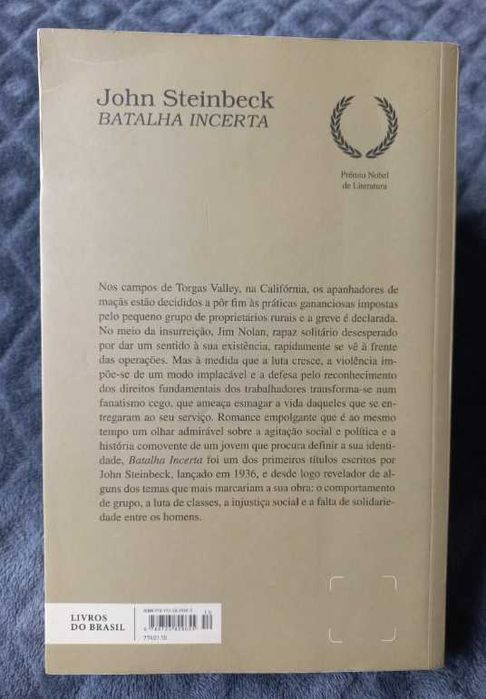 John Steinbeck
BATALHA INCERTA
Prémio Nobel
de Literatura
Nos campos de Torgas Valley, na Califórnia, os apanhadores de
maçãs estão decididos a pôr fim às práticas gananciosas impostas
pelo pequeno grupo de proprietários rurais e a greve é declarada.
No meio da insurreição, Jim Nolan, rapaz solitário desesperado
por dar um sentido à sua existência, rapidamente se vê à frente
das operações. Mas à medida que a luta cresce, a violência im-
põe-se de um modo implacável e a defesa pelo reconhecimento
dos direitos fundamentais dos trabalhadores transforma-se num
fanatismo cego, que ameaça esmagar a vida daqueles que se en-
tregaram ao seu serviço. Romance empolgante que é ao mesmo
tempo um olhar admirável sobre a agitação social e política e a
história comovente de um jovem que procura definir a sua identi-
dade, Batalha Incerta foi um dos primeiros títulos escritos por
John Steinbeck, lançado em 1936, e desde logo revelador de al-
guns dos temas que mais marcariam a sua obra: o comportamento
de grupo, a luta de classes, a injustiça social e a falta de solidarie-
dade entre os homens.
LIVROS
DO BRASIL
ISBN
10